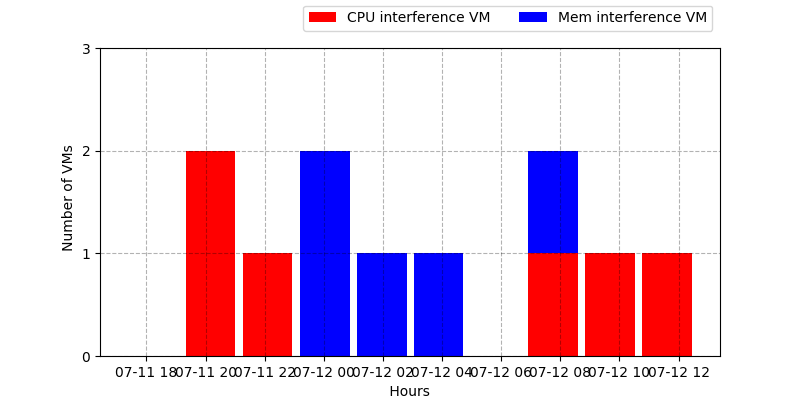 CPU interference VM Mem interference VM
3
2
1
0
Number of VMs
07-11 18 07-11 20 07-11 22 07-12 00 07-12 02 07-12 04 07-12 06 07-12 08 07-12 10 07-12 12
Hours